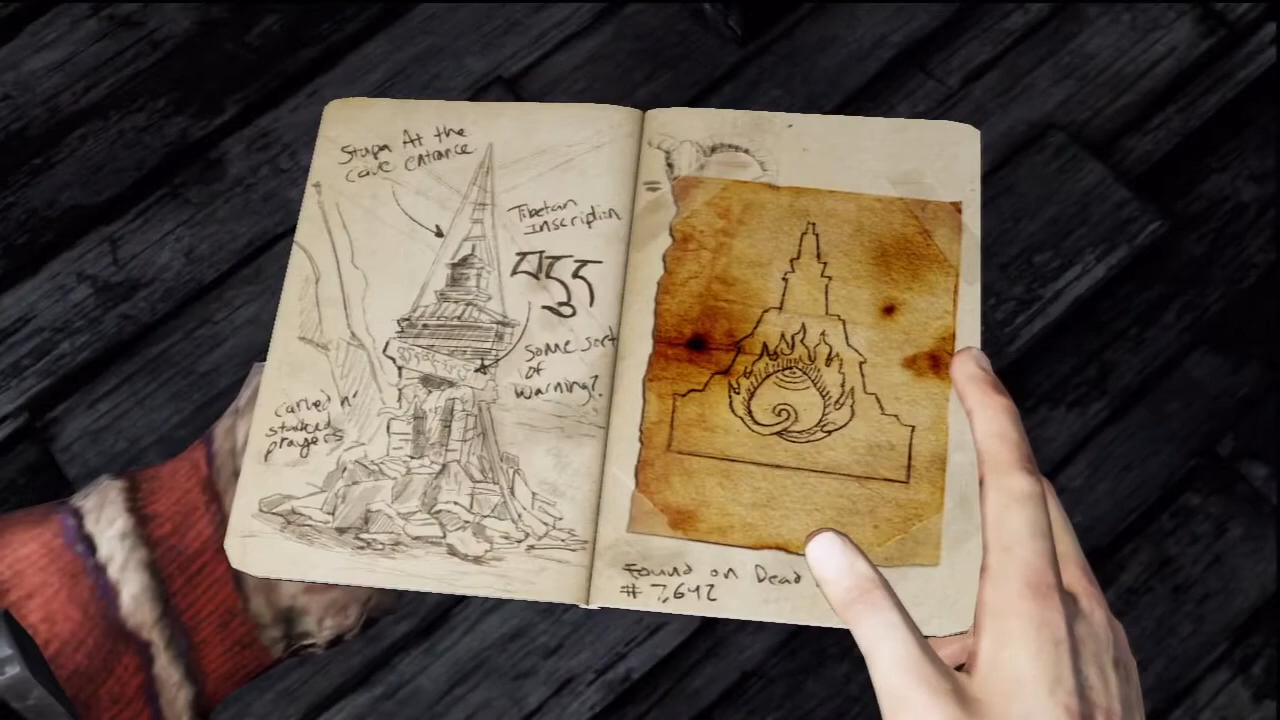 Stupa At the
cave entrance
Tibetan
Inscription
བདུད
Some sort
of
warning?
carved n'
stacked
prayers
Found on Dead
# 7,642